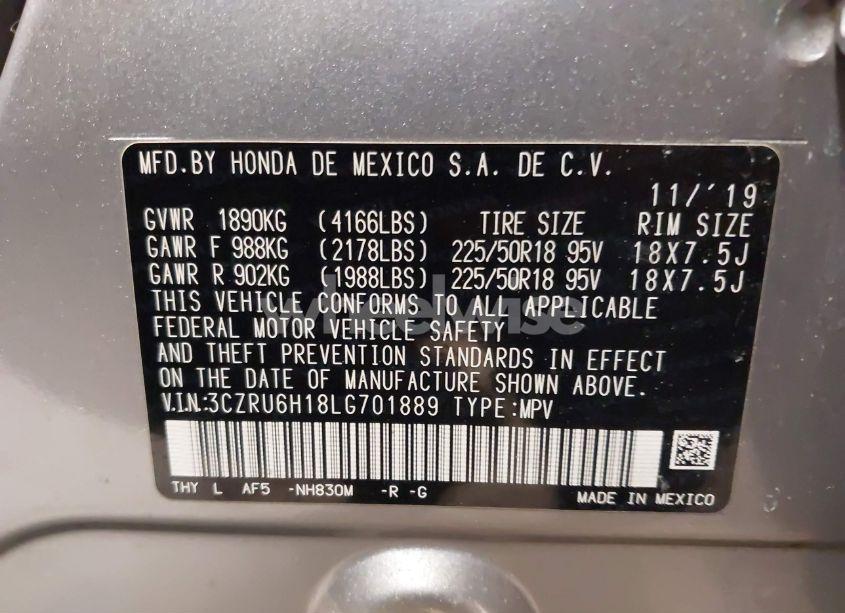 MFD.BY HONDA DE MEXICO S.A. DE C.V.
11/'19
GVWR 1890KG (4166LBS) TIRE SIZE RIM SIZE
GAWR F 988KG (2178LBS) 225/50R18 95V 18X7.5J
GAWR R 902KG (1988LBS) 225/50R18 95V 18X7.5J
THIS VEHICLE CONFORMS TO ALL APPLICABLE
FEDERAL MOTOR VEHICLE SAFETY
AND THEFT PREVENTION STANDARDS IN EFFECT
ON THE DATE OF MANUFACTURE SHOWN ABOVE.
V.I.N.:3CZRU6H18LG701889 TYPE:MPV
THY L AF5 -NH830M -R -G
MADE IN MEXICO